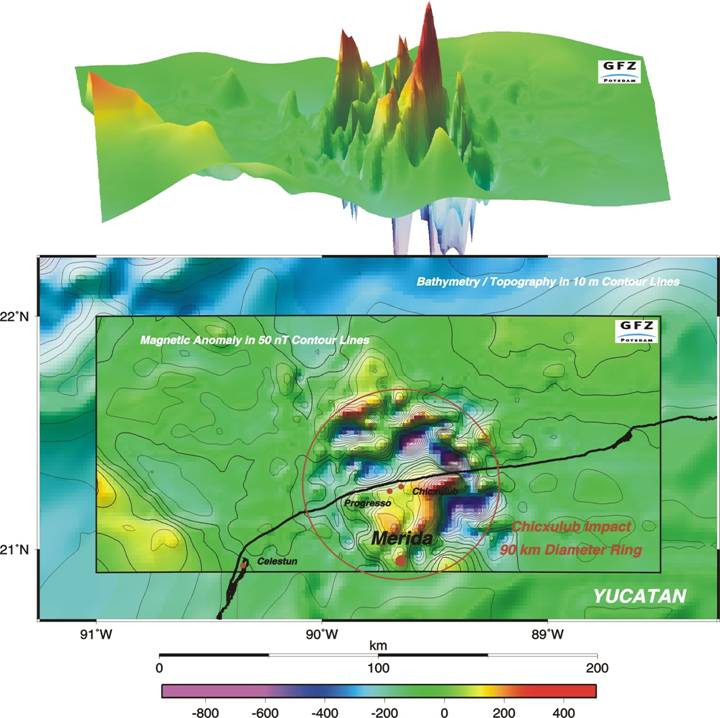 GFZ
POTSDAM
Bathymetry / Topography in 10 m Contour Lines
22°N
GFZ
POTSDAM
Magnetic Anomaly in 50 nT Contour Lines
Chicxulub
Progresso
Chicxulub Impact
Merida
90 km Diameter Ring
21°N
Celestun
YUCATAN
91°W 90°W 89°W
km
0 100 200
-800 -600 -400 -200 0 200 400